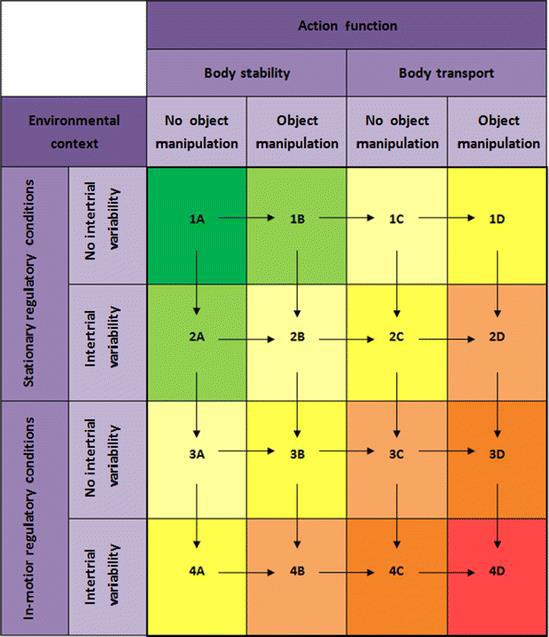 Action function
Body stability
Body transport
Environmental
context
No object
manipulation
Object
manipulation
No object
manipulation
Object
manipulation
Stationary regulatory conditions
No intertrial
variability
1A
1B
1C
1D
Intertrial
variability
2A
2B
2C
2D
In-motior regulatory conditions
No intertrial
variability
3A
3B
3C
3D
Intertrial
variability
4A
4B
4C
4D